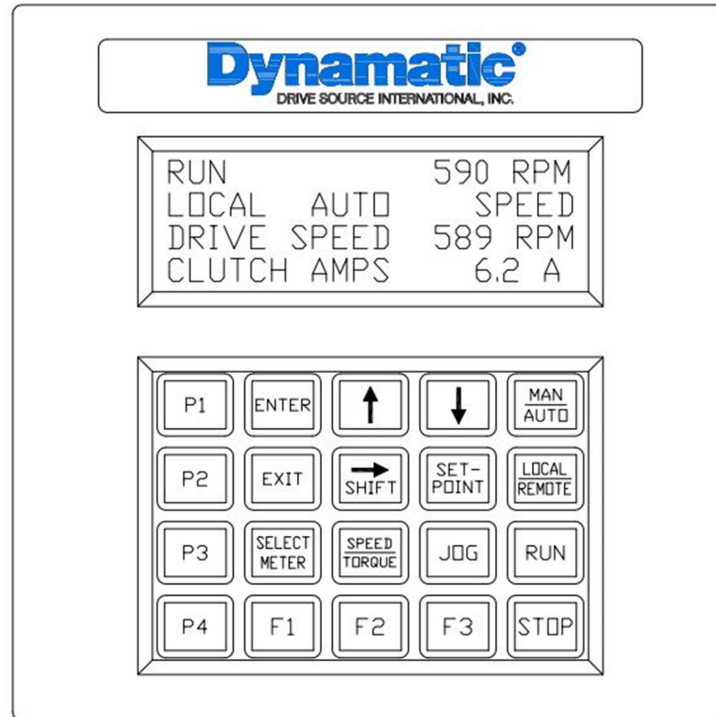 Dynamatic®
DRIVE SOURCE INTERNATIONAL, INC.
RUN 590 RPM
LOCAL AUTO SPEED
DRIVE SPEED 589 RPM
CLUTCH AMPS 6.2 A
P1 ENTER ↑ ↓ MAN/AUTO
P2 EXIT → SHIFT SET-POINT LOCAL/REMOTE
P3 SELECT METER SPEED/TORQUE JOG RUN
P4 F1 F2 F3 STOP